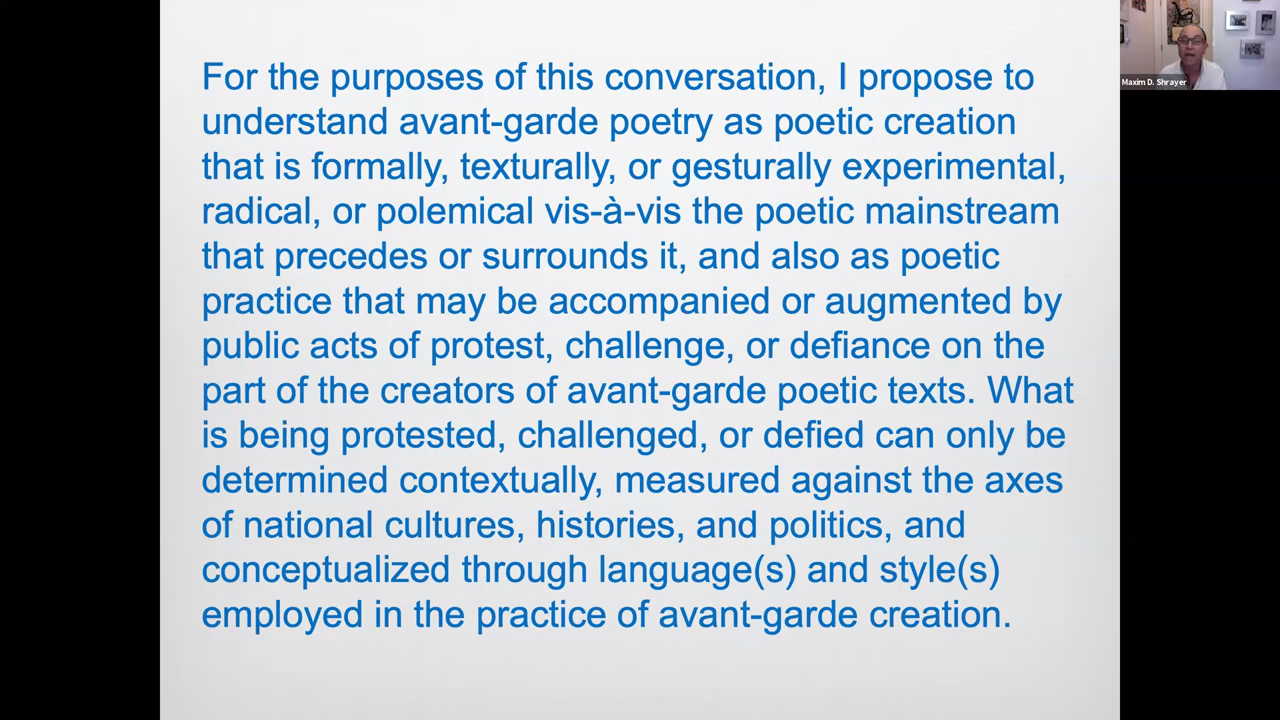 For the purposes of this conversation, I propose to
understand avant-garde poetry as poetic creation
that is formally, texturally, or gesturally experimental,
radical, or polemical vis-à-vis the poetic mainstream
that precedes or surrounds it, and also as poetic
practice that may be accompanied or augmented by
public acts of protest, challenge, or defiance on the
part of the creators of avant-garde poetic texts. What
is being protested, challenged, or defied can only be
determined contextually, measured against the axes
of national cultures, histories, and politics, and
conceptualized through language(s) and style(s)
employed in the practice of avant-garde creation.
Maxim D. Shrayer